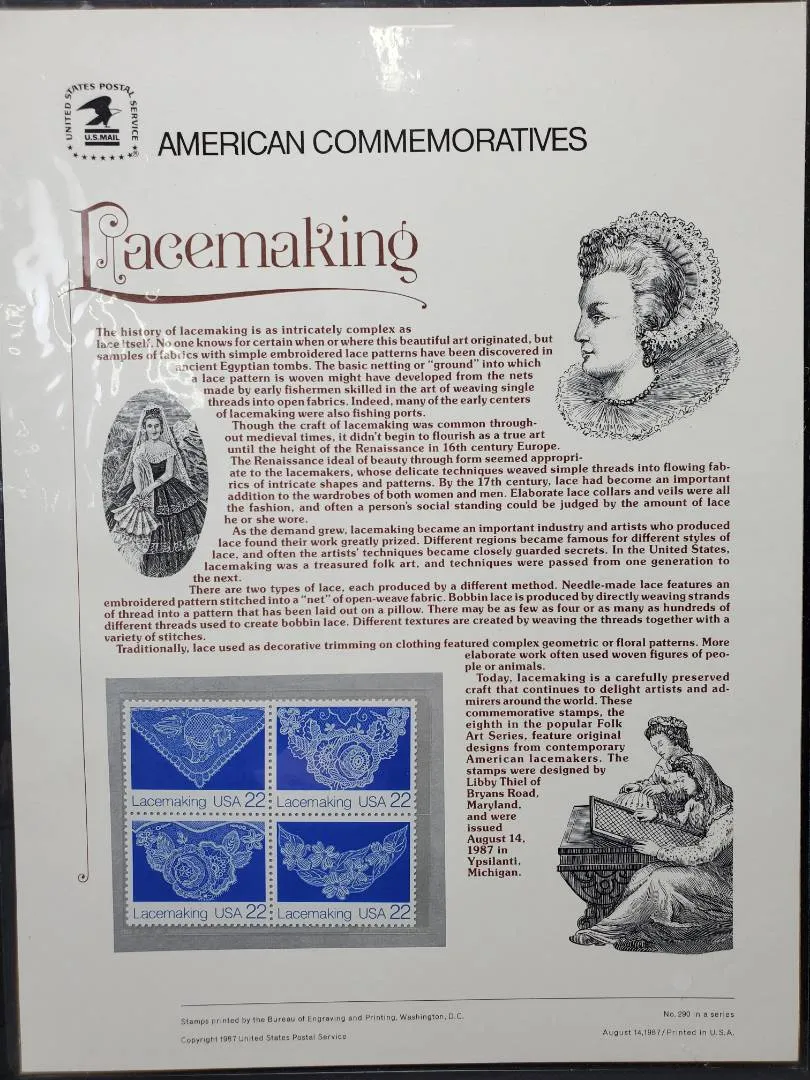 UNITED STATES POSTAL SERVICE
U.S.MAIL
AMERICAN COMMEMORATIVES
Lacemaking
The history of lacemaking is as intricately complex as
lace itself. No one knows for certain when or where this beautiful art originated, but
samples of fabrics with simple embroidered lace patterns have been discovered in
ancient Egyptian tombs. The basic netting or "ground" into which
a lace pattern is woven might have developed from the nets
made by early fishermen skilled in the art of weaving single
threads into open fabrics. Indeed, many of the early centers
of lacemaking were also fishing ports.
Though the craft of lacemaking was common through-
out medieval times, it didn't begin to flourish as a true art
until the height of the Renaissance in 16th century Europe.
The Renaissance ideal of beauty through form seemed appropri-
ate to the lacemakers, whose delicate techniques weaved simple threads into flowing fab-
rics of intricate shapes and patterns. By the 17th century, lace had become an important
addition to the wardrobes of both women and men. Elaborate lace collars and veils were all
the fashion, and often a person's social standing could be judged by the amount of lace
he or she wore.
As the demand grew, lacemaking became an important industry and artists who produced
lace found their work greatly prized. Different regions became famous for different styles of
lace, and often the artists' techniques became closely guarded secrets. In the United States,
lacemaking was a treasured folk art, and techniques were passed from one generation to
the next.
There are two types of lace, each produced by a different method. Needle-made lace features an
embroidered pattern stitched into a "net" of open-weave fabric. Bobbin lace is produced by directly weaving strands
of thread into a pattern that has been laid out on a pillow. There may be as few as four or as many as hundreds of
different threads used to create bobbin lace. Different textures are created by weaving the threads together with a
variety of stitches.
Traditionally, lace used as decorative trimming on clothing featured complex geometric or floral patterns. More
elaborate work often used woven figures of peo-
ple or animals.
Today, lacemaking is a carefully preserved
craft that continues to delight artists and ad-
mirers around the world. These
commemorative stamps, the
eighth in the popular Folk
Art Series, feature original
designs from contemporary
American lacemakers. The
stamps were designed by
Libby Thiel of
Bryans Road,
Maryland,
and were
issued
August 14,
1987 in
Ypsilanti,
Michigan.
Lacemaking USA 22
Lacemaking USA 22
Lacemaking USA 22
Lacemaking USA 22
Stamps printed by the Bureau of Engraving and Printing, Washington, D.C.
Copyright 1987 United States Postal Service
No. 290 in a series
August 14, 1987/Printed in U.S.A.